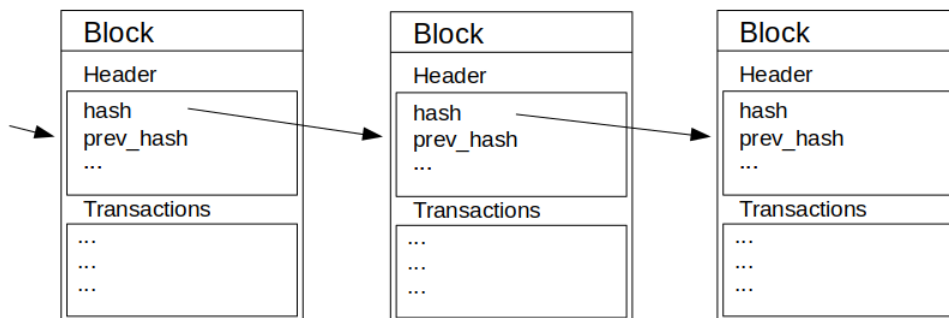 Block
Header
hash
prev_hash
...
Transactions
...
...
...
Block
Header
hash
prev_hash
...
Transactions
...
...
...
Block
Header
hash
prev_hash
...
Transactions
...
...
...